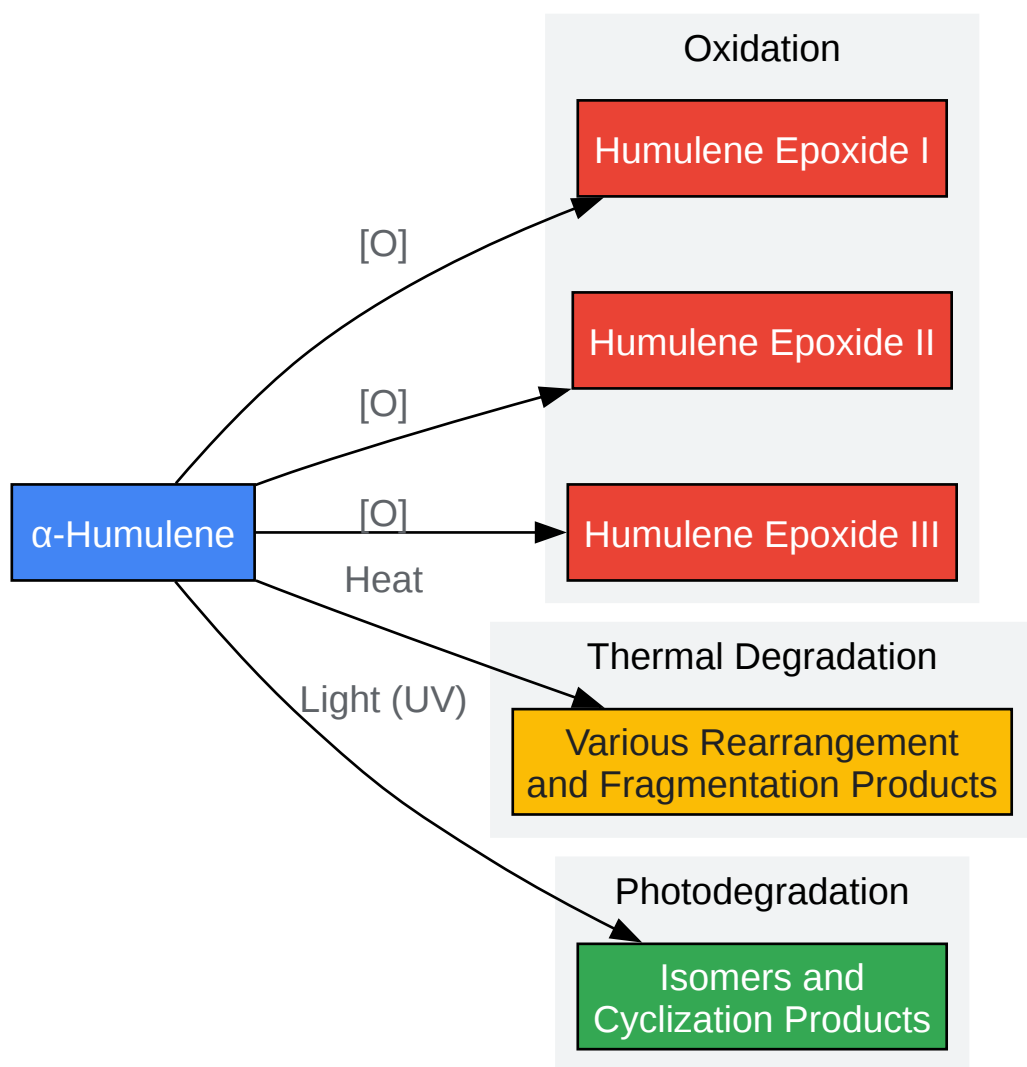 Oxidation
Humulene Epoxide I
[O]
Humulene Epoxide II
[O]
[O]
α-Humulene
Humulene Epoxide III
Heat
Thermal Degradation
Light (UV)
Various Rearrangement
and Fragmentation Products
Photodegradation
Isomers and
Cyclization Products